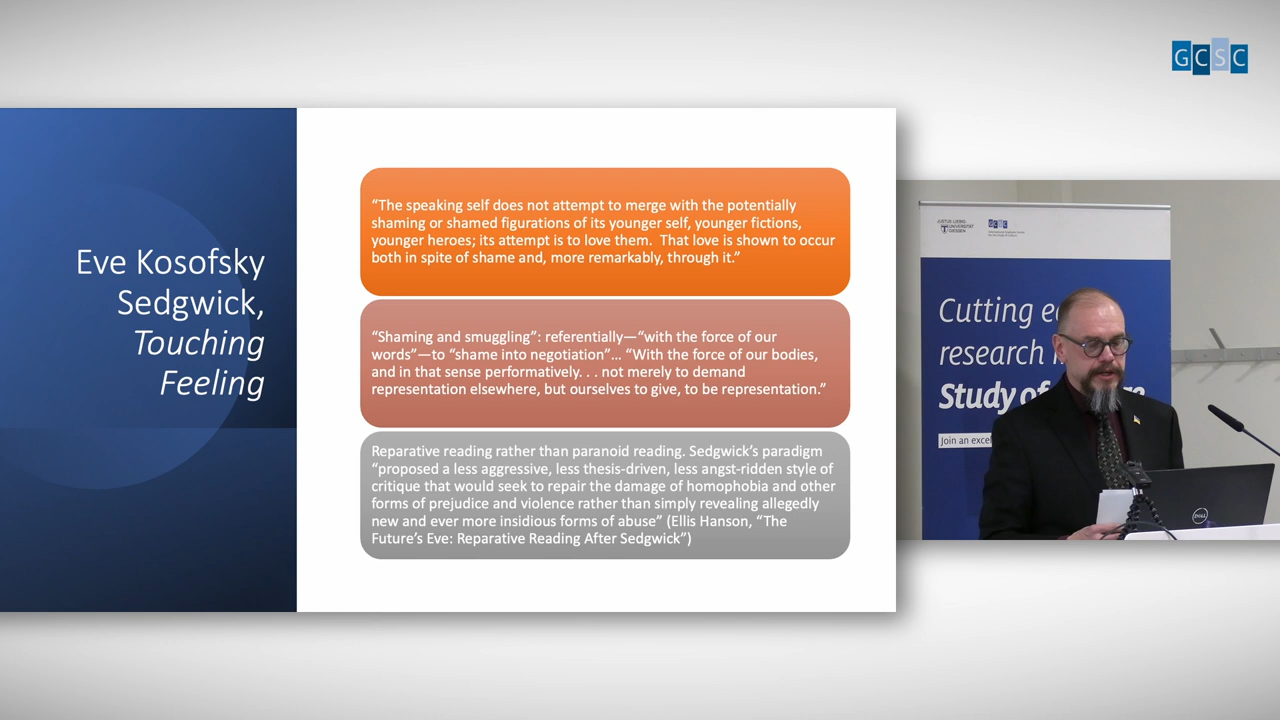 GCSC
Eve Kosofsky
Sedgwick,
Touching
Feeling
“The speaking self does not attempt to merge with the potentially
shaming or shamed figurations of its younger self, younger fictions,
younger heroes; its attempt is to love them.  That love is shown to occur
both in spite of shame and, more remarkably, through it.”
“Shaming and smuggling”: referentially—“with the force of our
words”—to “shame into negotiation”… “With the force of our bodies,
and in that sense performatively. . . not merely to demand
representation elsewhere, but ourselves to give, to be representation.”
Reparative reading rather than paranoid reading. Sedgwick’s paradigm
“proposed a less aggressive, less thesis-driven, less angst-ridden style of
critique that would seek to repair the damage of homophobia and other
forms of prejudice and violence rather than simply revealing allegedly
new and ever more insidious forms of abuse” (Ellis Hanson, “The
Future’s Eve: Reparative Reading After Sedgwick”)
JUSTUS-LIEBIG-
UNIVERSITÄT
GIESSEN
GCSC
Cutting
research
Study of
Join an
DELL